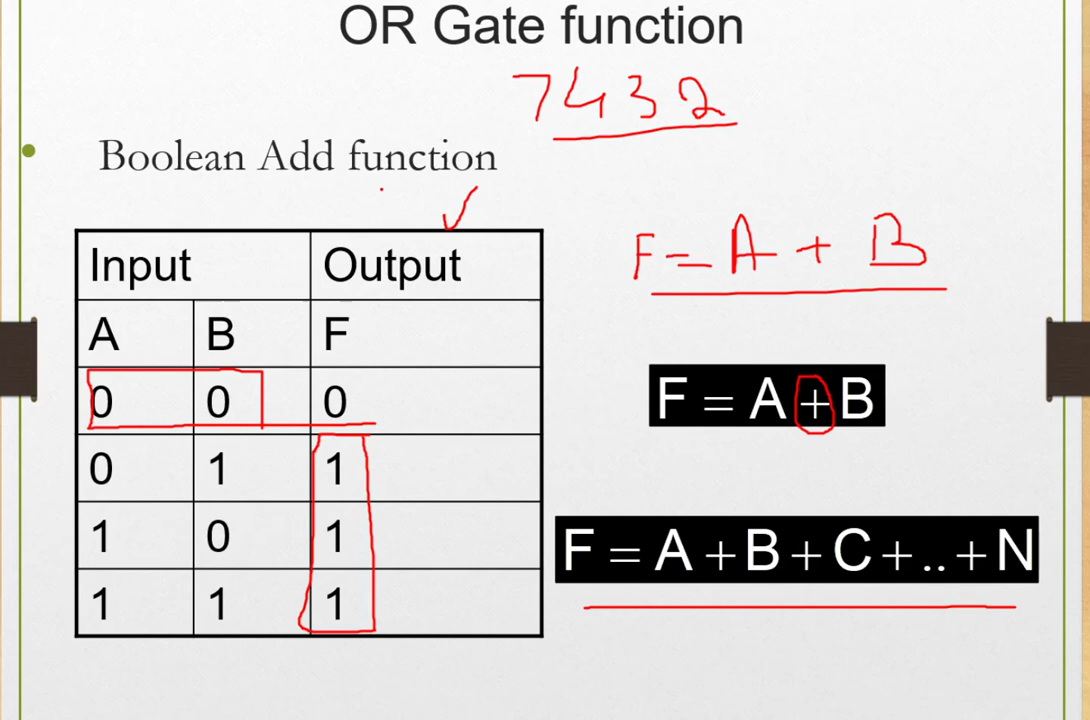 OR Gate function
7432
• Boolean Add function
Input Output
A B F
0 0 0
0 1 1
1 0 1
1 1 1
F = A + B
F = A + B
F = A + B + C + .. + N